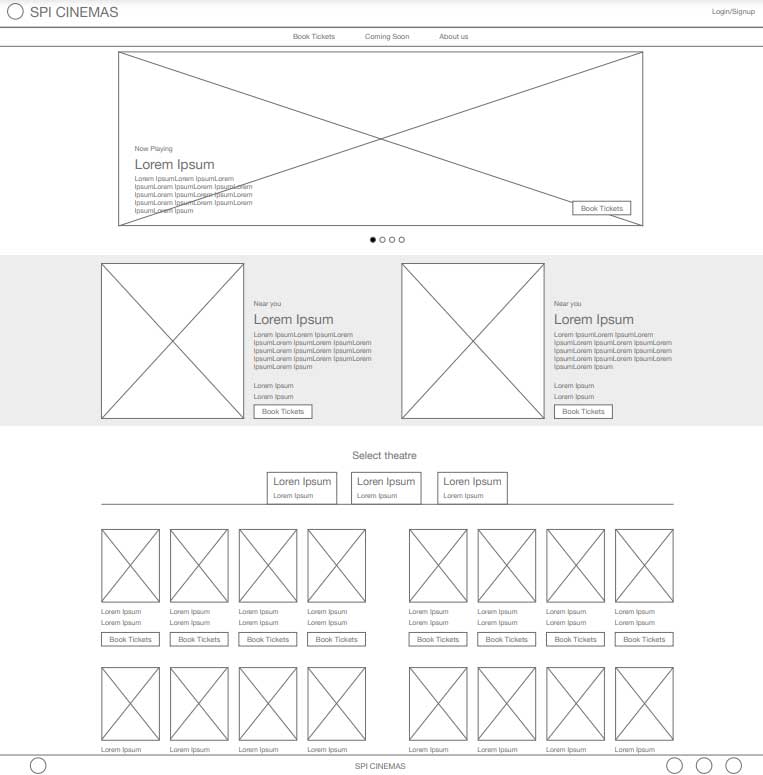 SPI CINEMAS
Login/Signup
Book Tickets
Coming Soon
About us
Now Playing
Lorem Ipsum
Lorem IpsumLorem IpsumLorem
IpsumLorem IpsumLorem IpsumLorem
IpsumLorem IpsumLorem IpsumLorem
IpsumLorem IpsumLorem IpsumLorem
IpsumLorem Ipsum
Book Tickets
Near you
Lorem Ipsum
Lorem IpsumLorem IpsumLorem
IpsumLorem IpsumLorem IpsumLorem
IpsumLorem IpsumLorem IpsumLorem
IpsumLorem IpsumLorem IpsumLorem
IpsumLorem Ipsum
Lorem Ipsum
Lorem Ipsum
Book Tickets
Near you
Lorem Ipsum
Lorem IpsumLorem IpsumLorem
IpsumLorem IpsumLorem IpsumLorem
IpsumLorem IpsumLorem IpsumLorem
IpsumLorem IpsumLorem IpsumLorem
IpsumLorem Ipsum
Lorem Ipsum
Lorem Ipsum
Book Tickets
Select theatre
Loren Ipsum
Lorem Ipsum
Loren Ipsum
Lorem Ipsum
Loren Ipsum
Lorem Ipsum
Lorem Ipsum
Lorem Ipsum
Book Tickets
Lorem Ipsum
Lorem Ipsum
Book Tickets
Lorem Ipsum
Lorem Ipsum
Book Tickets
Lorem Ipsum
Lorem Ipsum
Book Tickets
Lorem Ipsum
Lorem Ipsum
Book Tickets
Lorem Ipsum
Lorem Ipsum
Book Tickets
Lorem Ipsum
Lorem Ipsum
Book Tickets
Lorem Ipsum
Lorem Ipsum
Book Tickets
Lorem Ipsum
Lorem Ipsum
Lorem Ipsum
Lorem Ipsum
Lorem Ipsum
Lorem Ipsum
Lorem Ipsum
Lorem Ipsum
SPI CINEMAS